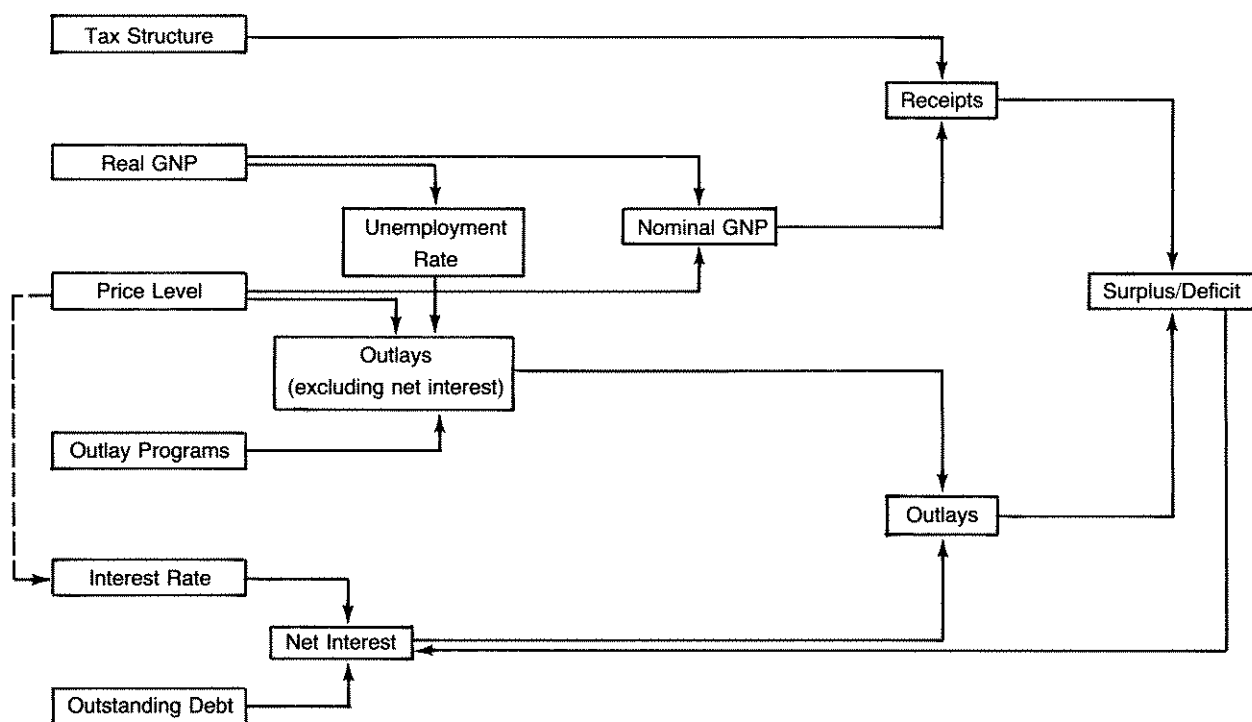 Tax Structure
Receipts
Real GNP
Unemployment
Rate
Nominal GNP
Price Level
Surplus/Deficit
Outlays
(excluding net interest)
Outlay Programs
Outlays
Interest Rate
Net Interest
Outstanding Debt